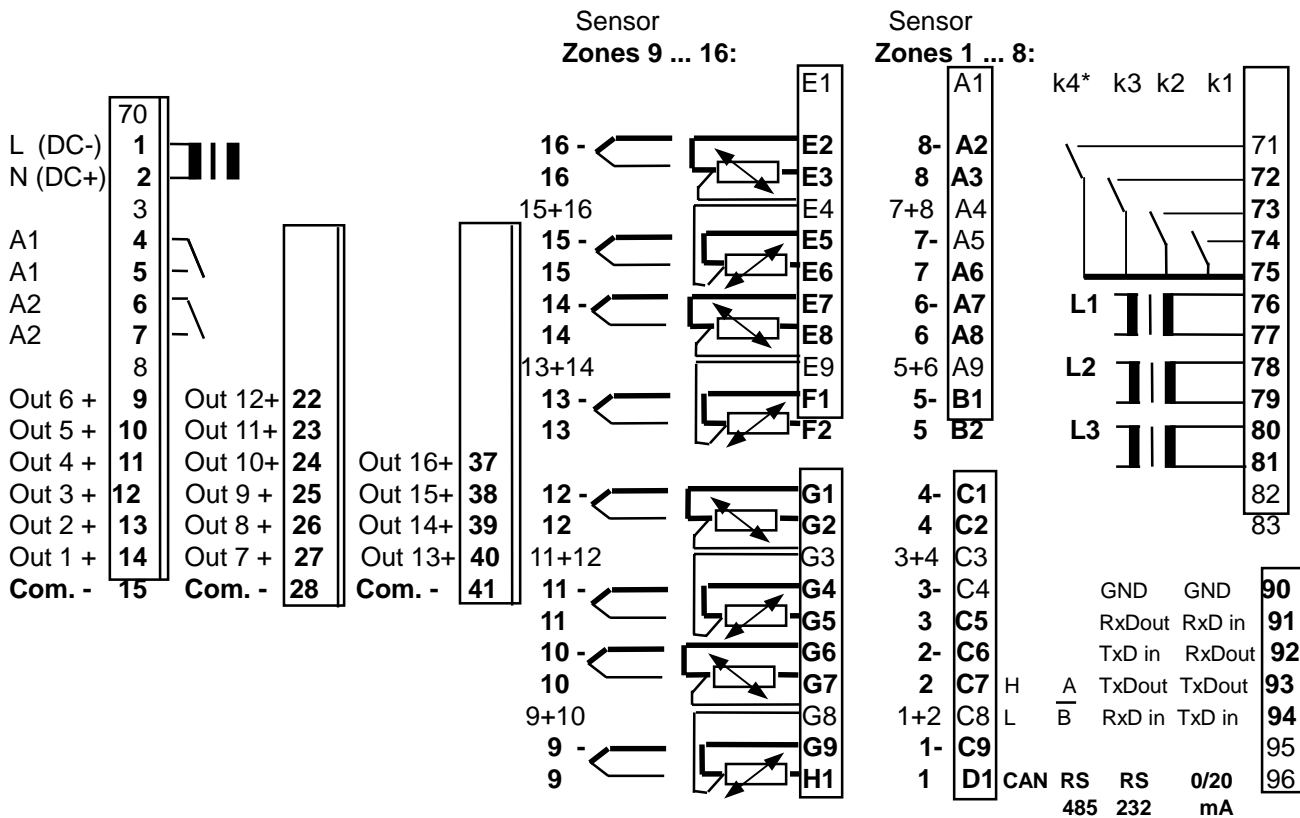 Sensor Sensor
Zones 9 ... 16: Zones 1 ... 8:
E1 A1 k4* k3 k2 k1
70
L (DC-) 1 16 - E2 8- A2 71
N (DC+) 2 16 E3 8 A3 72
3 15+16 E4 7+8 A4 73
A1 4 15 - E5 7- A5 74
A1 5 15 E6 7 A6 75
A2 6 14 - E7 6- A7 L1 76
A2 7 14 E8 6 A8 77
8 13+14 E9 5+6 A9 L2 78
Out 6 + 9 Out 12+ 22 13 - F1 5- B1 79
Out 5 + 10 Out 11+ 23 13 F2 5 B2 L3 80
Out 4 + 11 Out 10+ 24 Out 16+ 37 81
Out 3 + 12 Out 9 + 25 Out 15+ 38 12 - G1 4- C1 82
Out 2 + 13 Out 8 + 26 Out 14+ 39 12 G2 4 C2 83
Out 1 + 14 Out 7 + 27 Out 13+ 40 11+12 G3 3+4 C3
Com. - 15 Com. - 28 Com. - 41 11 - G4 3- C4 GND GND 90
11 G5 3 C5 RxDout RxD in 91
10 - G6 2- C6 TxD in RxDout 92
10 G7 2 C7 H A TxDout TxDout 93
9+10 G8 1+2 C8 L B RxD in TxD in 94
9 - G9 1- C9 95
9 H1 1 D1 CAN RS RS 0/20 96
485 232 mA